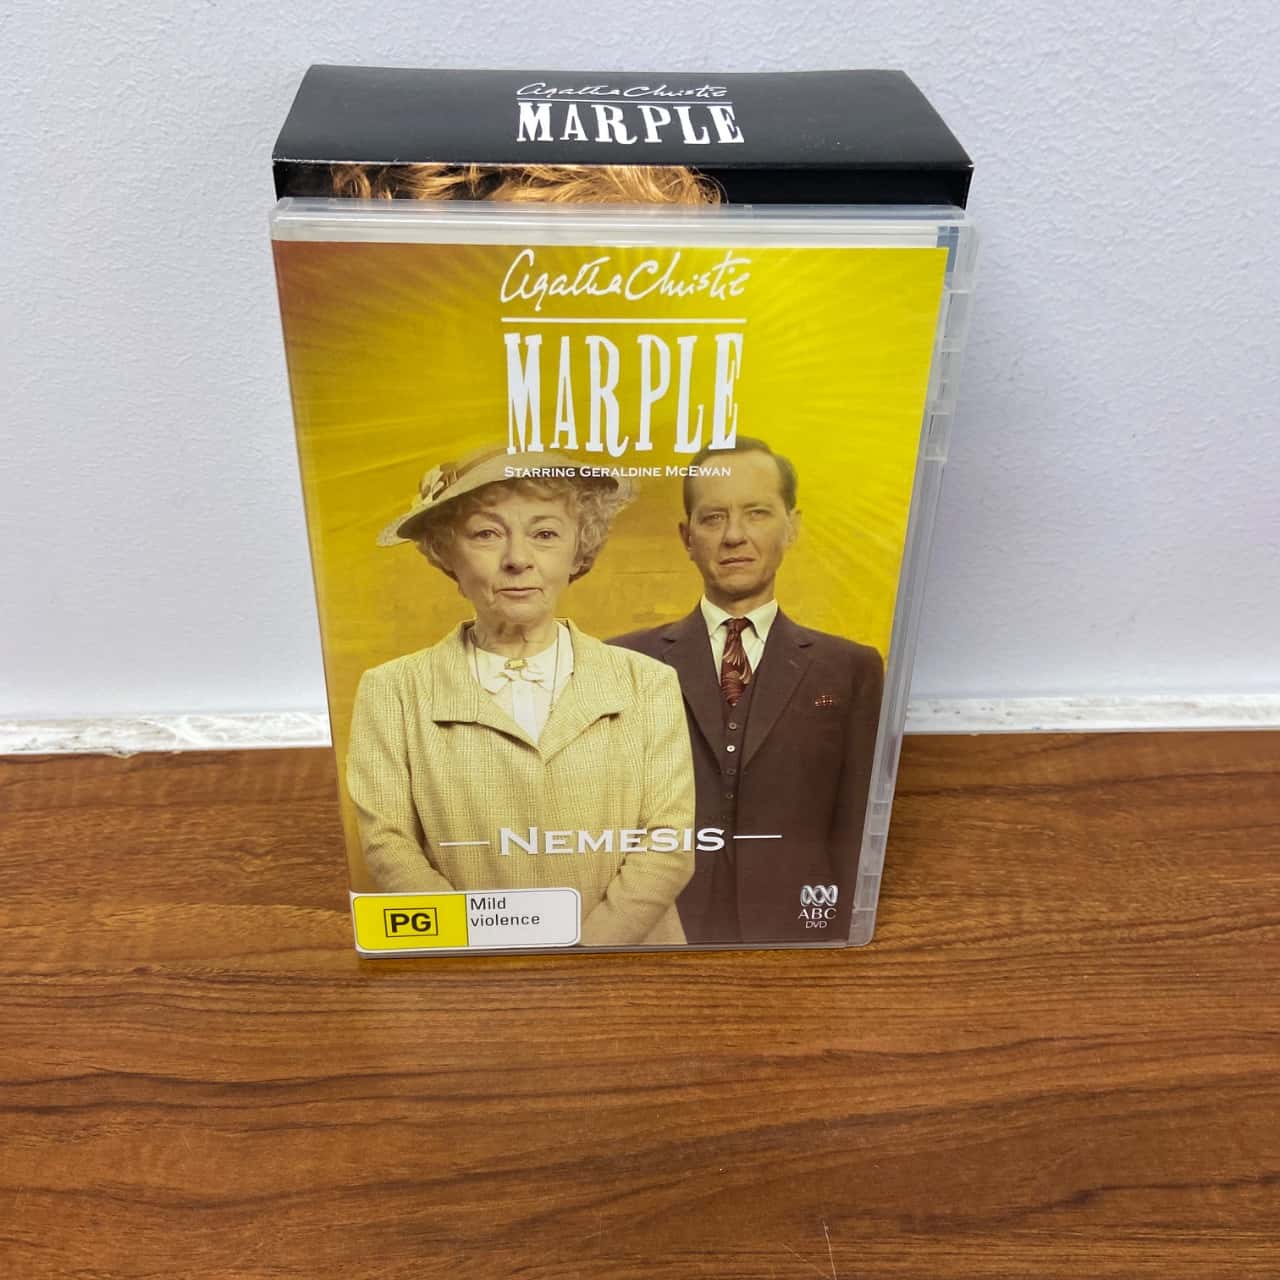 Agatha Christie
MARPLE
Agatha Christie
MARPLE
STARRING GERALDINE MCEWAN
NEMESIS
PG
Mild
violence
ABC
DVD